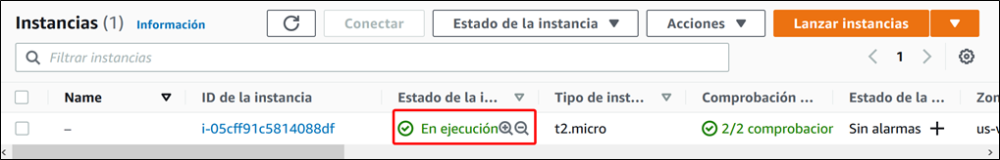 Instancias (1) Información Conectar Estado de la instancia Acciones Lanzar instancias
Filtrar instancias 1
Name ID de la instancia Estado de la i... Tipo de inst... Comprobación ... Estado de la ... Zon
– i-05cff91c5814088df En ejecución t2.micro 2/2 comprobacior Sin alarmas + us-v